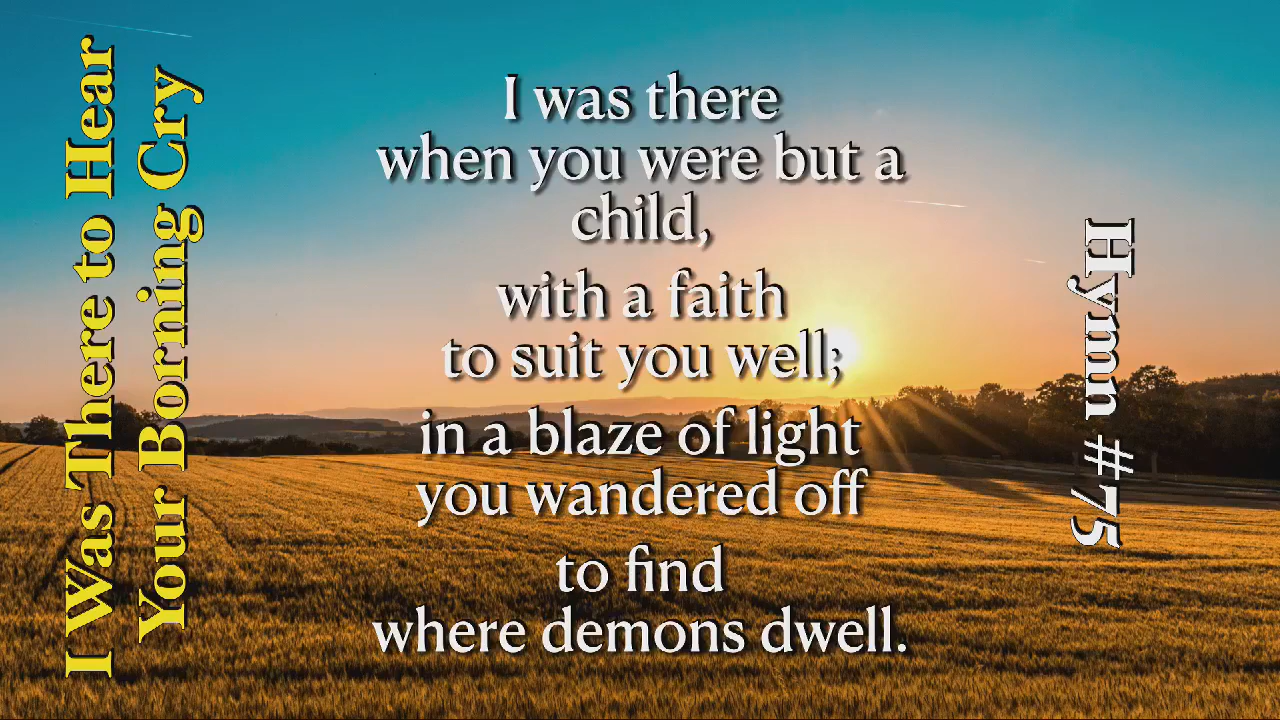 I Was There to Hear
Your Borning Cry
I was there
when you were but a
child,
with a faith
to suit you well;
in a blaze of light
you wandered off
to find
where demons dwell.
Hymn #75